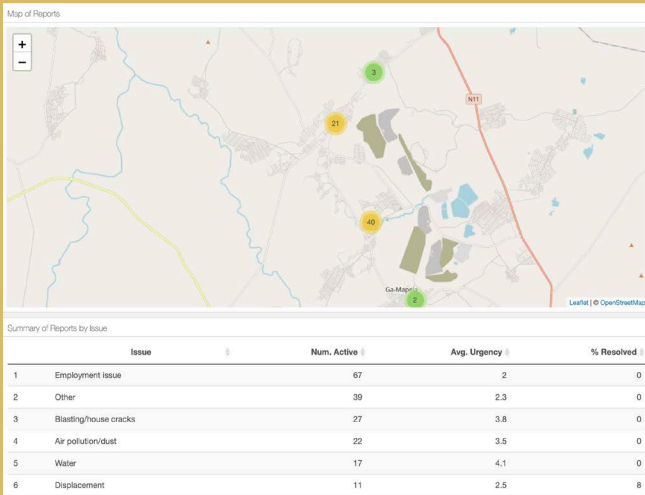 Map of Reports
+
−
3
N11
21
40
2
Leaflet | © OpenStreetMap
Summary of Reports by Issue
Issue Num. Active Avg. Urgency % Resolved
1 Employment issue 67 2 0
2 Other 39 2.3 0
3 Blasting/house cracks 27 3.8 0
4 Air pollution/dust 22 3.5 0
5 Water 17 4.1 0
6 Displacement 11 2.5 8